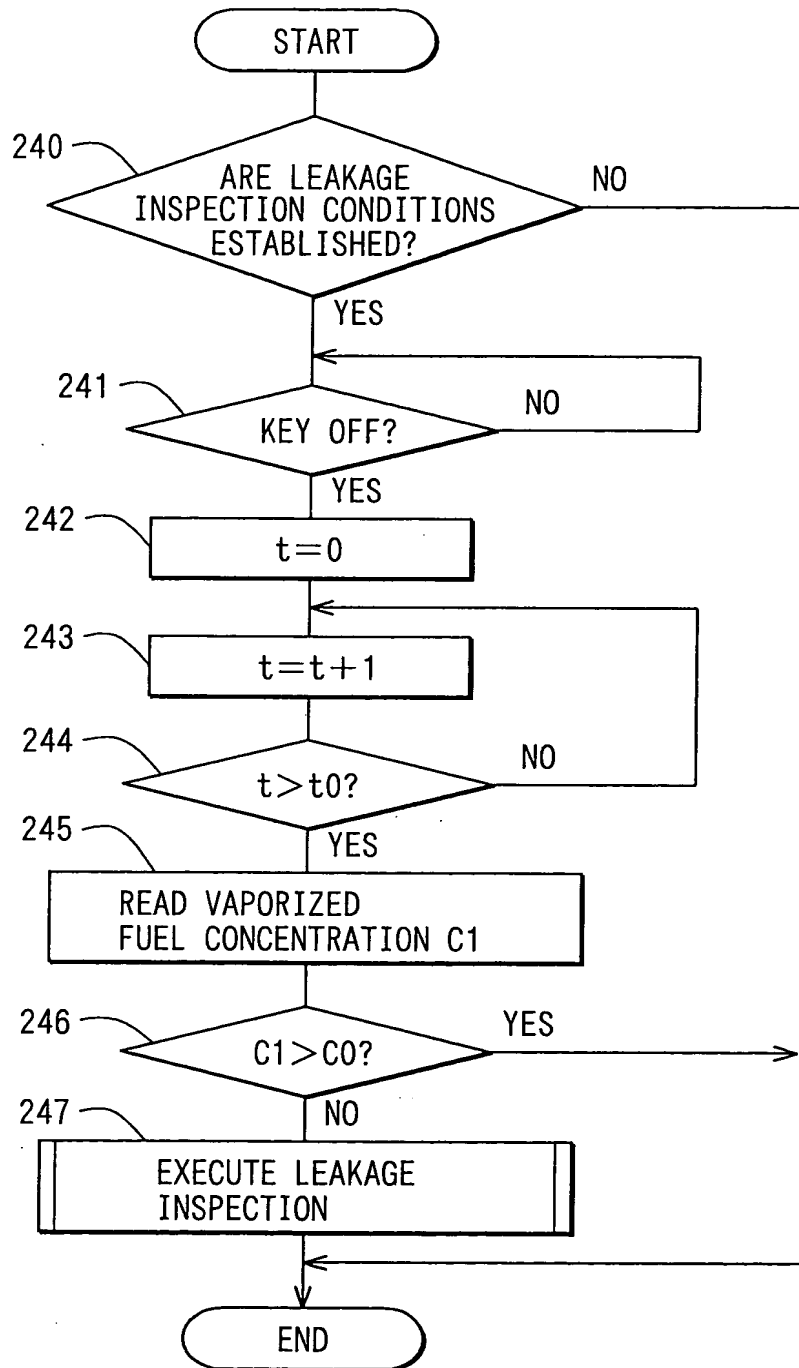 START
240
ARE LEAKAGE
INSPECTION CONDITIONS
ESTABLISHED?
NO
YES
241
KEY OFF?
NO
YES
242
t=0
243
t=t+1
244
t>t0?
NO
YES
245
READ VAPORIZED
FUEL CONCENTRATION C1
246
C1>C0?
YES
NO
247
EXECUTE LEAKAGE
INSPECTION
END